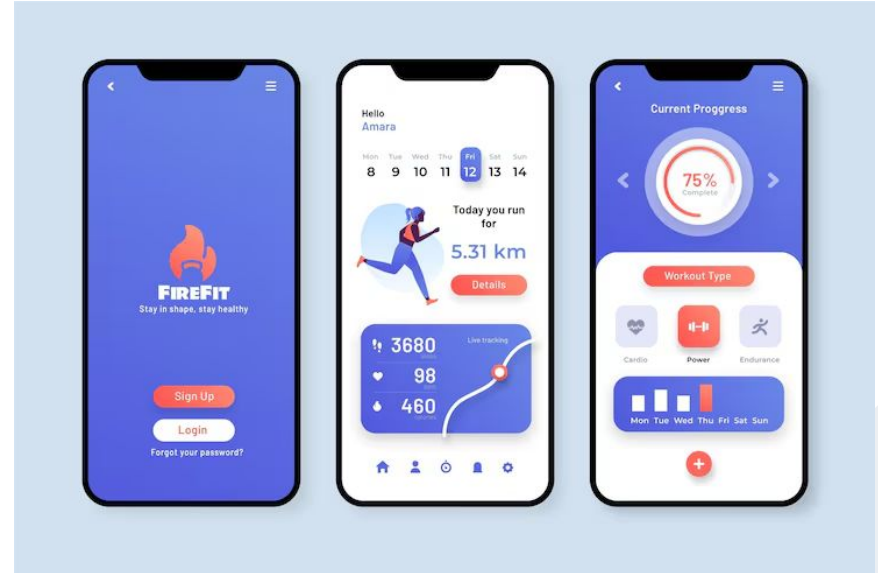 FIREFIT
Stay in shape, stay healthy
Sign Up
Login
Forgot your password?
Hello
Amara
Mon Tue Wed Thu Fri Sat Sun
8 9 10 11 12 13 14
Today you run
for
5.31 km
Details
3680
Live tracking
98
460
Current Proggress
75%
Complete
Workout Type
Cardio Power Endurance
Mon Tue Wed Thu Fri Sat Sun